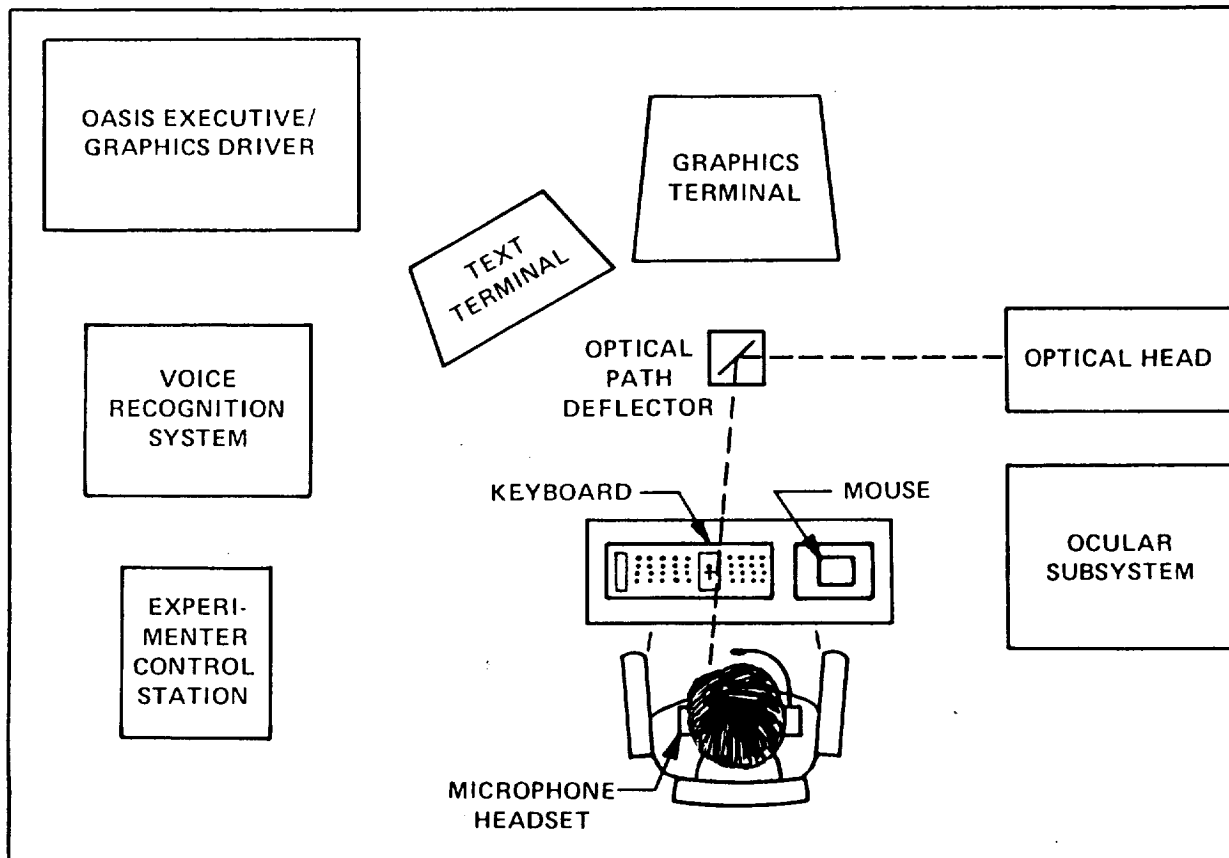 OASIS EXECUTIVE/
GRAPHICS DRIVER
GRAPHICS
TERMINAL
TEXT
TERMINAL
VOICE
RECOGNITION
SYSTEM
OPTICAL
PATH
DEFLECTOR
OPTICAL HEAD
KEYBOARD
MOUSE
OCULAR
SUBSYSTEM
EXPERI-
MENTER
CONTROL
STATION
MICROPHONE
HEADSET